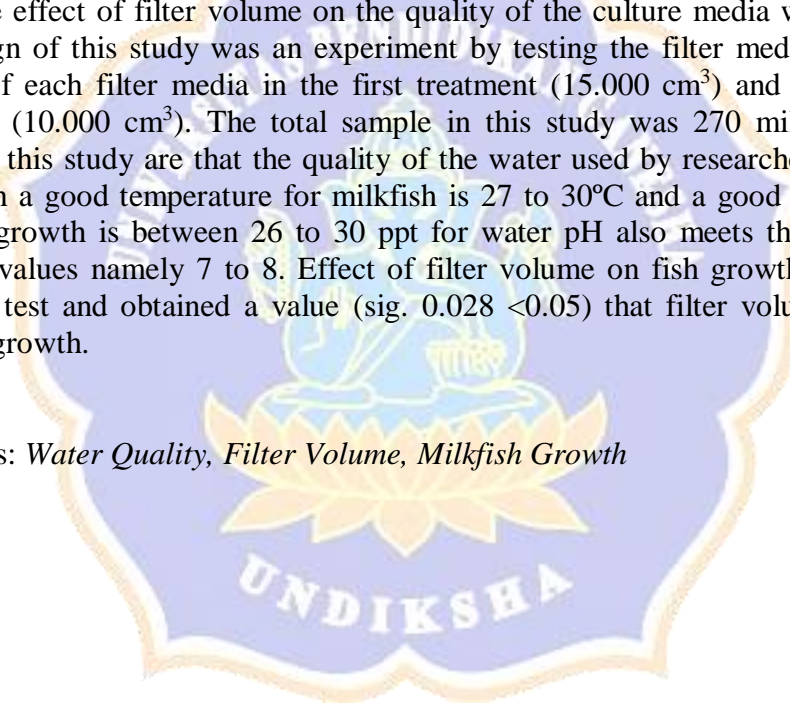 e effect of filter volume on the quality of the culture media w
gn of this study was an experiment by testing the filter med
f each filter media in the first treatment (15.000 cm³) and
(10.000 cm³). The total sample in this study was 270 mi
this study are that the quality of the water used by research
n a good temperature for milkfish is 27 to 30ºC and a good
growth is between 26 to 30 ppt for water pH also meets th
values namely 7 to 8. Effect of filter volume on fish growth
test and obtained a value (sig. 0.028 <0.05) that filter volu
growth.
s: Water Quality, Filter Volume, Milkfish Growth
UNIVERSITAS PENDIDIKAN GANESHA
UNDIKSHA